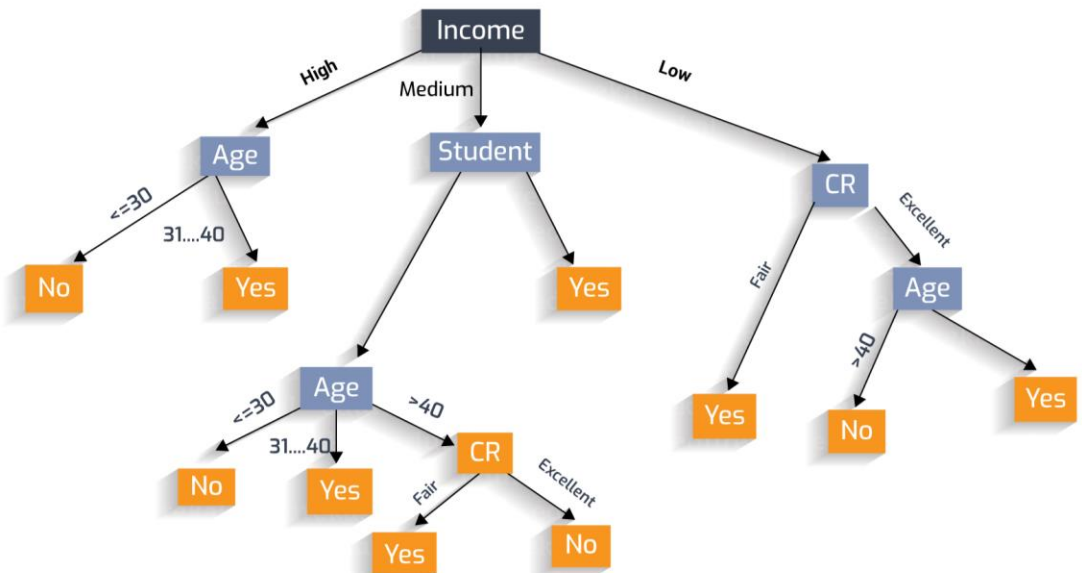 Income
High
Medium
Low
Age
Student
CR
<=30
31....40
Excellent
No
Yes
Yes
Fair
Age
Age
>40
Yes
No
Yes
<=30
31....40
>40
No
Yes
CR
Fair
Excellent
Yes
No